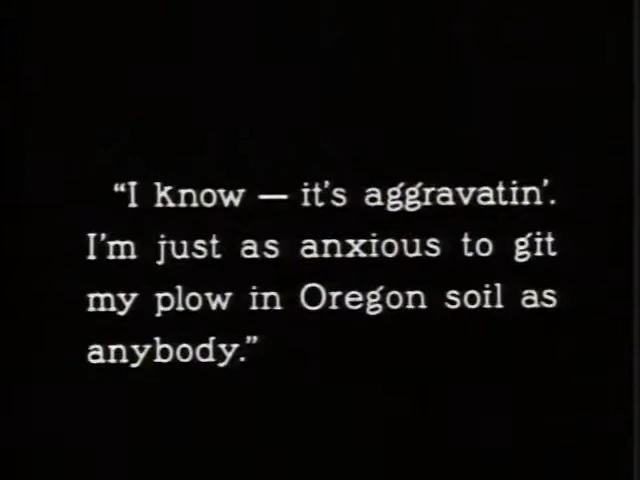 “I know — it's aggravatin'.
I'm just as anxious to git
my plow in Oregon soil as
anybody.”